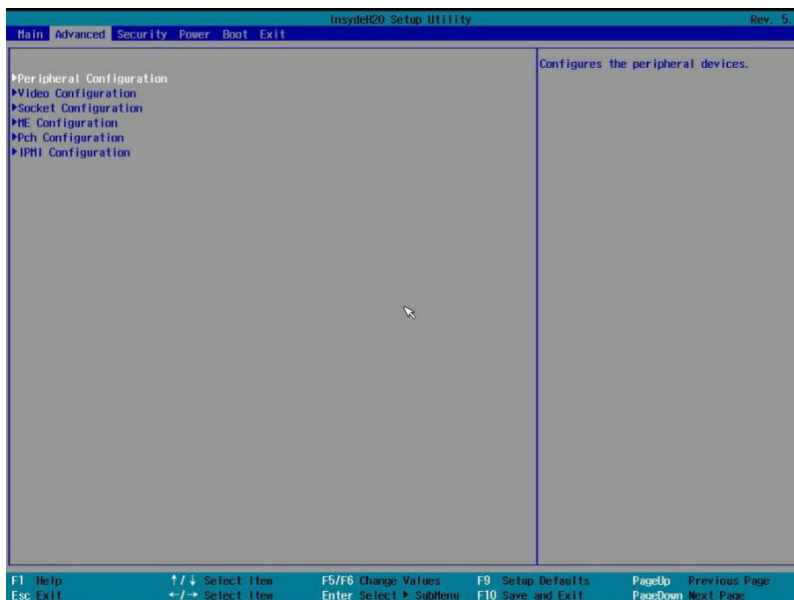 InsydeH2O Setup Utility Rev. 5.
Main Advanced Security Power Boot Exit
Configures the peripheral devices.
▶Peripheral Configuration
▶Video Configuration
▶Socket Configuration
▶ME Configuration
▶Pch Configuration
▶IPMI Configuration
F1 Help ↑/↓ Select Item F5/F6 Change Values F9 Setup Defaults PageUp Previous Page
Esc Exit ←/→ Select Item Enter Select ▶ SubMenu F10 Save and Exit PageDown Next Page